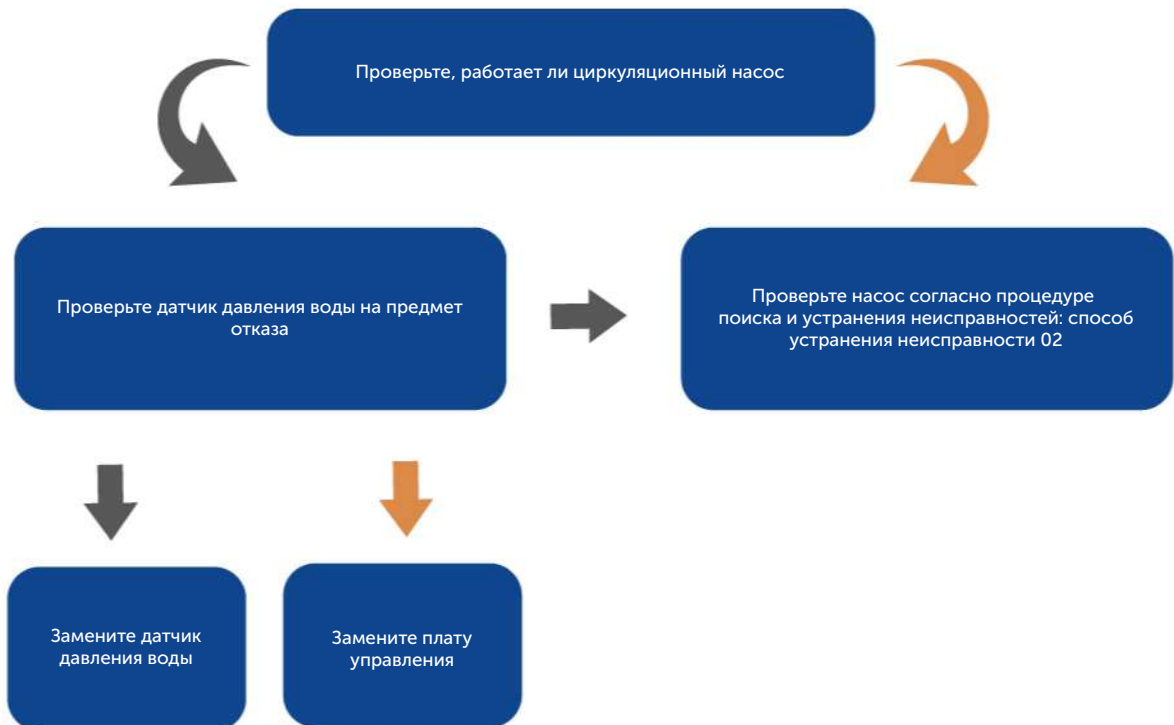 Проверьте, работает ли циркуляционный насос
Проверьте датчик давления воды на предмет
отказа
Проверьте насос согласно процедуре
поиска и устранения неисправностей: способ
устранения неисправности 02
Замените датчик
давления воды
Замените плату
управления